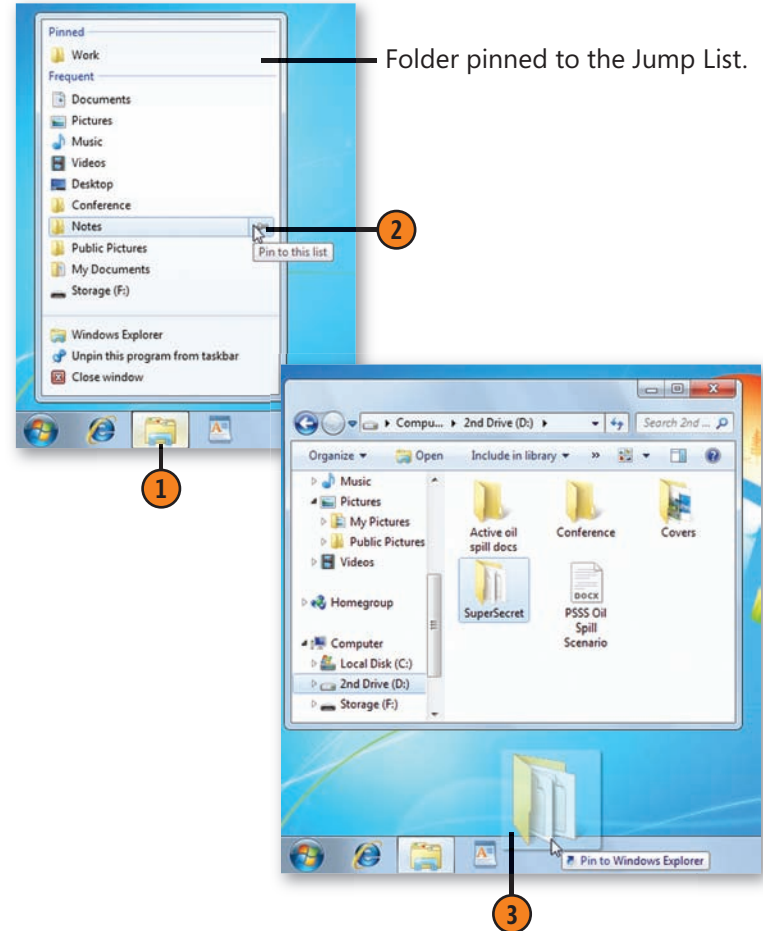 Pinned
Work
Folder pinned to the Jump List.
Frequent
Documents
Pictures
Music
Videos
Desktop
Conference
Notes
2
Pin to this list
Public Pictures
My Documents
Storage (F:)
Windows Explorer
Unpin this program from taskbar
Close window
1
Compu... 2nd Drive (D:)
Search 2nd ...
Organize Open Include in library »
Music
Pictures
My Pictures
Public Pictures
Videos
Homegroup
Computer
Local Disk (C:)
2nd Drive (D:)
Storage (F:)
Active oil
spill docs
Conference
Covers
SuperSecret
DOCX
PSSS Oil
Spill
Scenario
A
Pin to Windows Explorer
3